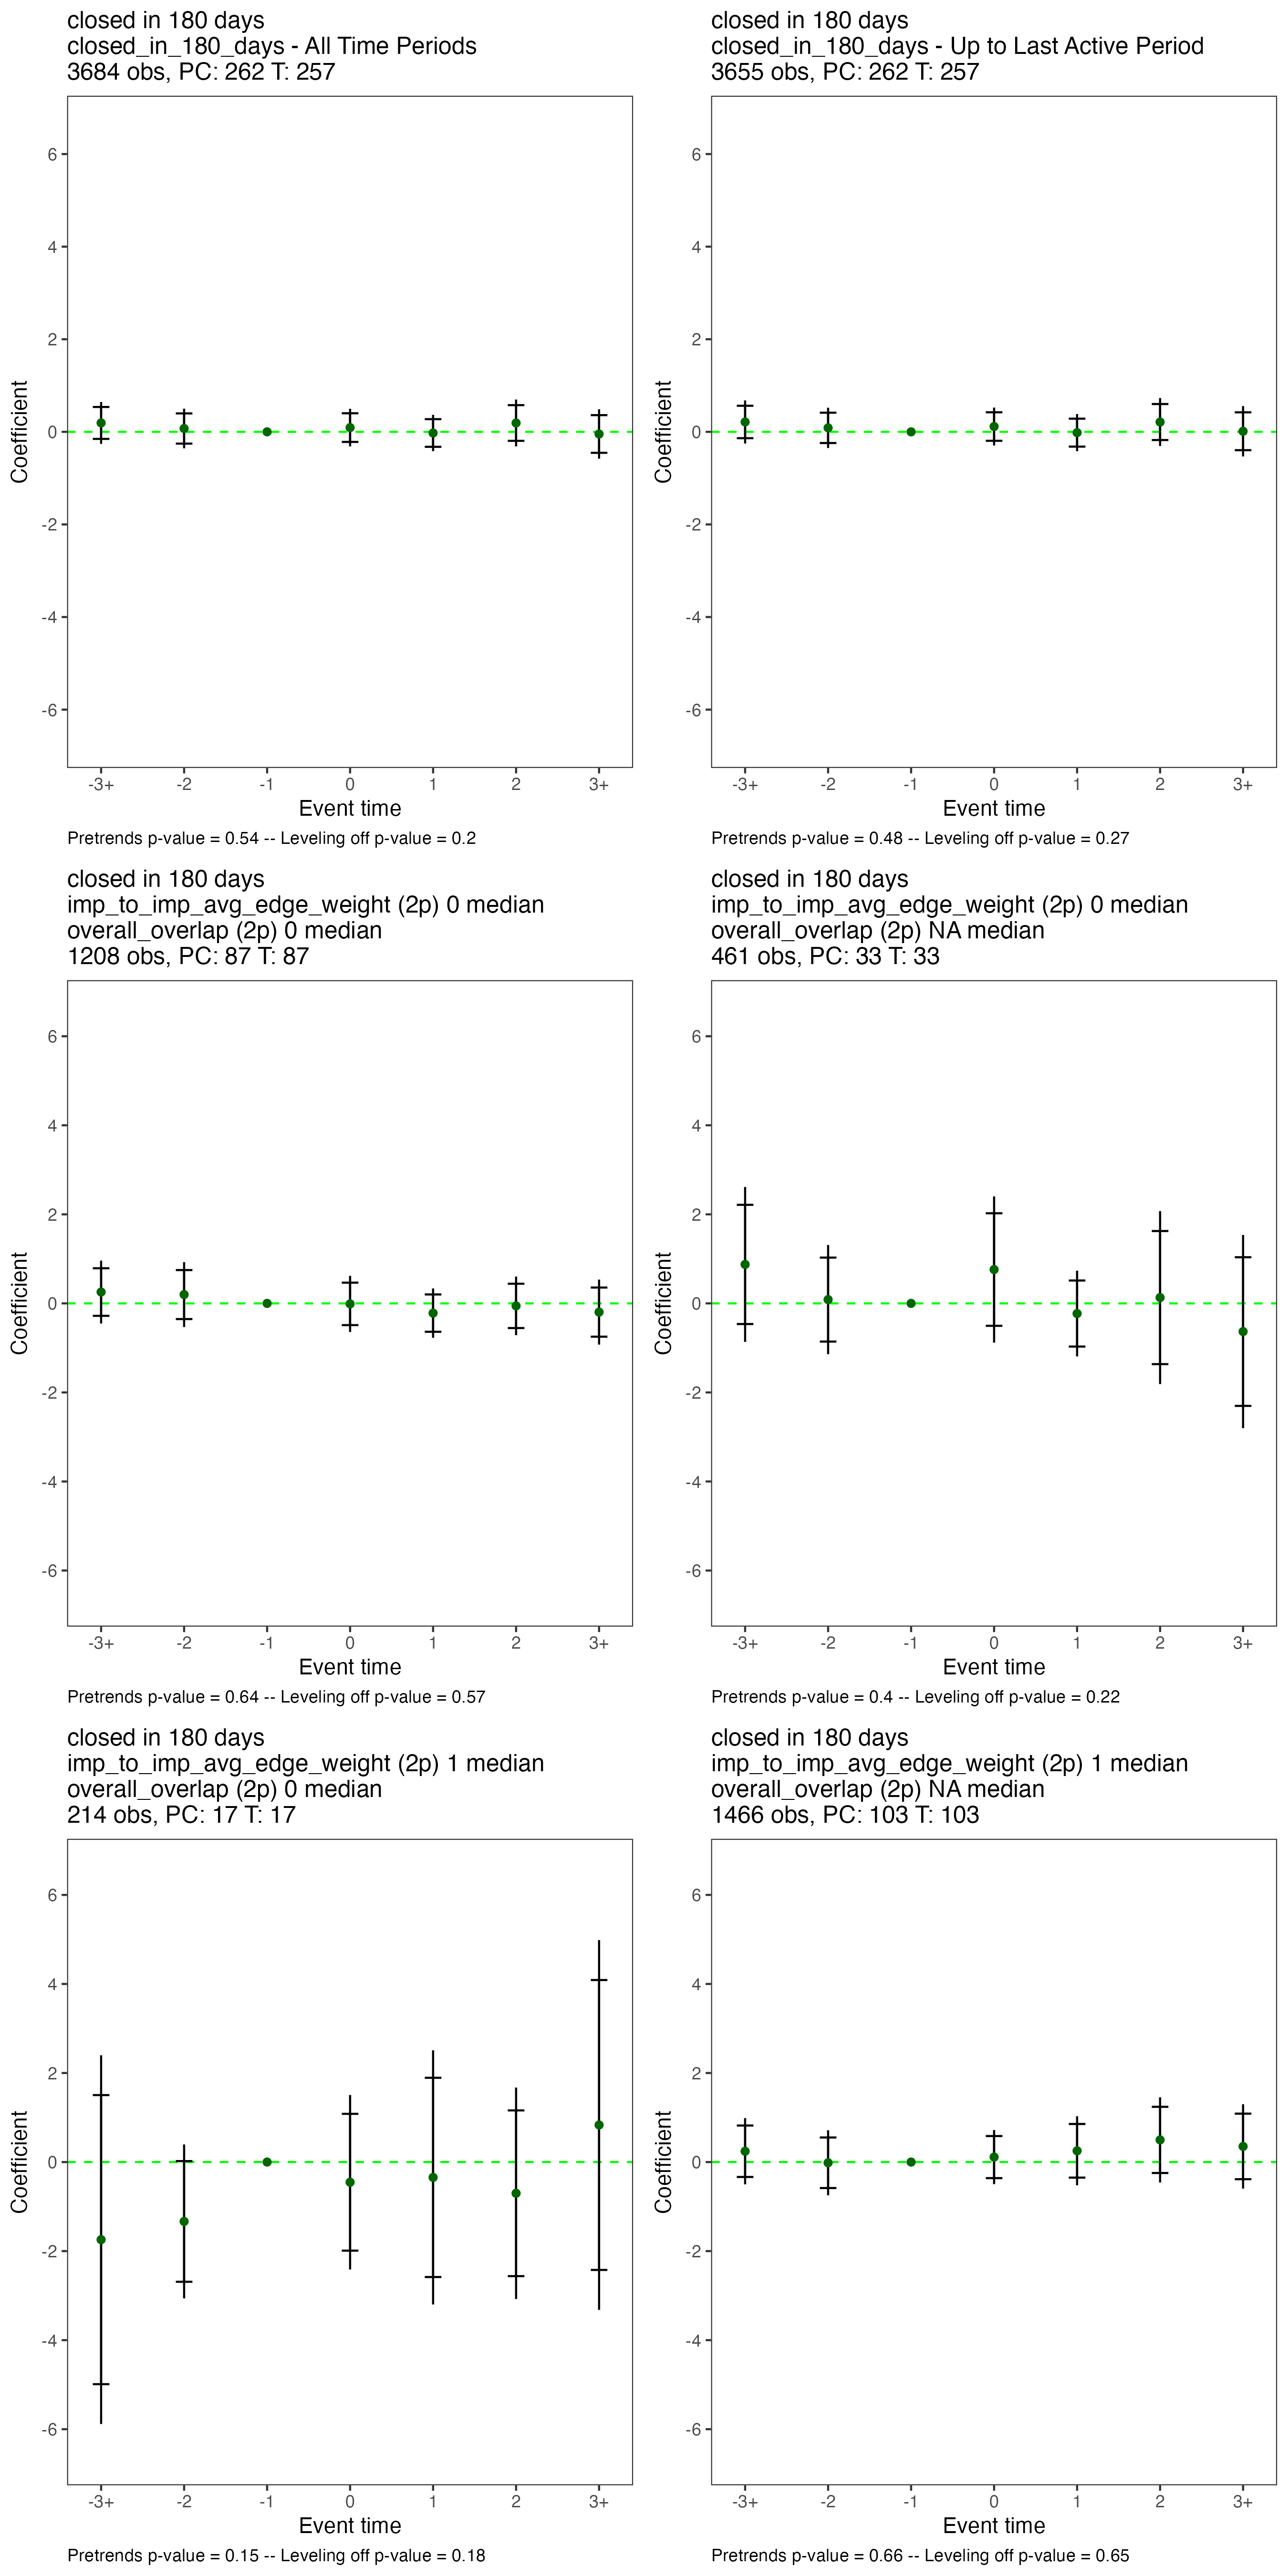 closed in 180 days
closed_in_180_days - All Time Periods
3684 obs, PC: 262 T: 257
6
4
2
0
-2
-4
-6
Coefficient
-3+ -2 -1 0 1 2 3+
Event time
Pretrends p-value = 0.54 -- Leveling off p-value = 0.2
closed in 180 days
closed_in_180_days - Up to Last Active Period
3655 obs, PC: 262 T: 257
6
4
2
0
-2
-4
-6
Coefficient
-3+ -2 -1 0 1 2 3+
Event time
Pretrends p-value = 0.48 -- Leveling off p-value = 0.27
closed in 180 days
imp_to_imp_avg_edge_weight (2p) 0 median
overall_overlap (2p) 0 median
1208 obs, PC: 87 T: 87
6
4
2
0
-2
-4
-6
Coefficient
-3+ -2 -1 0 1 2 3+
Event time
Pretrends p-value = 0.64 -- Leveling off p-value = 0.57
closed in 180 days
imp_to_imp_avg_edge_weight (2p) 0 median
overall_overlap (2p) NA median
461 obs, PC: 33 T: 33
6
4
2
0
-2
-4
-6
Coefficient
-3+ -2 -1 0 1 2 3+
Event time
Pretrends p-value = 0.4 -- Leveling off p-value = 0.22
closed in 180 days
imp_to_imp_avg_edge_weight (2p) 1 median
overall_overlap (2p) 0 median
214 obs, PC: 17 T: 17
6
4
2
0
-2
-4
-6
Coefficient
-3+ -2 -1 0 1 2 3+
Event time
Pretrends p-value = 0.15 -- Leveling off p-value = 0.18
closed in 180 days
imp_to_imp_avg_edge_weight (2p) 1 median
overall_overlap (2p) NA median
1466 obs, PC: 103 T: 103
6
4
2
0
-2
-4
-6
Coefficient
-3+ -2 -1 0 1 2 3+
Event time
Pretrends p-value = 0.66 -- Leveling off p-value = 0.65